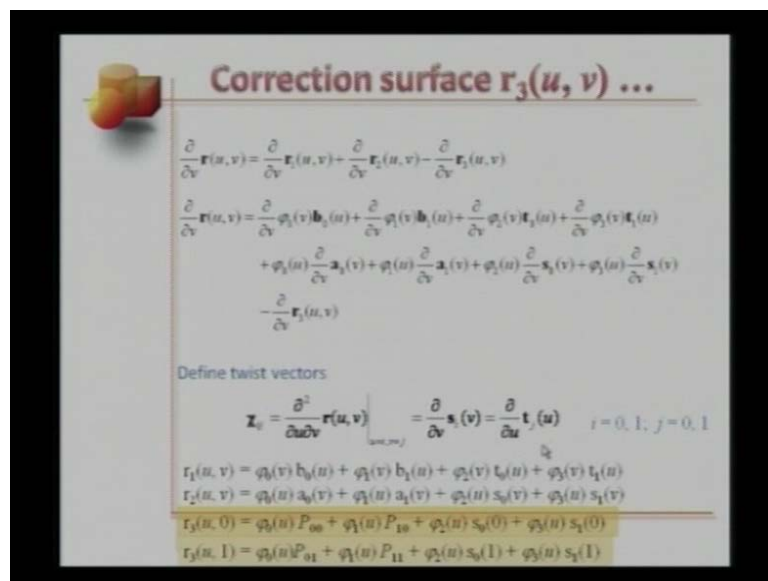 Correction surface r₃(u, v) ...
∂/∂v r(u,v) = ∂/∂v r₁(u,v) + ∂/∂v r₂(u,v) − ∂/∂v r₃(u,v)
∂/∂v r(u,v) = ∂/∂v φ₀(v)b₀(u) + ∂/∂v φ₁(v)b₁(u) + ∂/∂v φ₂(v)t₀(u) + ∂/∂v φ₃(v)t₁(u)
+ φ₀(u) ∂/∂v a₀(v) + φ₁(u) ∂/∂v a₁(v) + φ₂(u) ∂/∂v s₀(v) + φ₃(u) ∂/∂v s₁(v)
− ∂/∂v r₃(u,v)
Define twist vectors
χᵢⱼ = ∂²/∂u∂v r(u,v)|u=i,v=j = ∂/∂v sᵢ(v) = ∂/∂u tⱼ(u) i = 0, 1; j = 0, 1
r₁(u, v) = φ₀(v) b₀(u) + φ₁(v) b₁(u) + φ₂(v) t₀(u) + φ₃(v) t₁(u)
r₂(u, v) = φ₀(u) a₀(v) + φ₁(u) a₁(v) + φ₂(u) s₀(v) + φ₃(u) s₁(v)
r₃(u, 0) = φ₀(u) P₀₀ + φ₁(u) P₁₀ + φ₂(u) s₀(0) + φ₃(u) s₁(0)
r₃(u, 1) = φ₀(u)P₀₁ + φ₁(u) P₁₁ + φ₂(u) s₀(1) + φ₃(u) s₁(1)